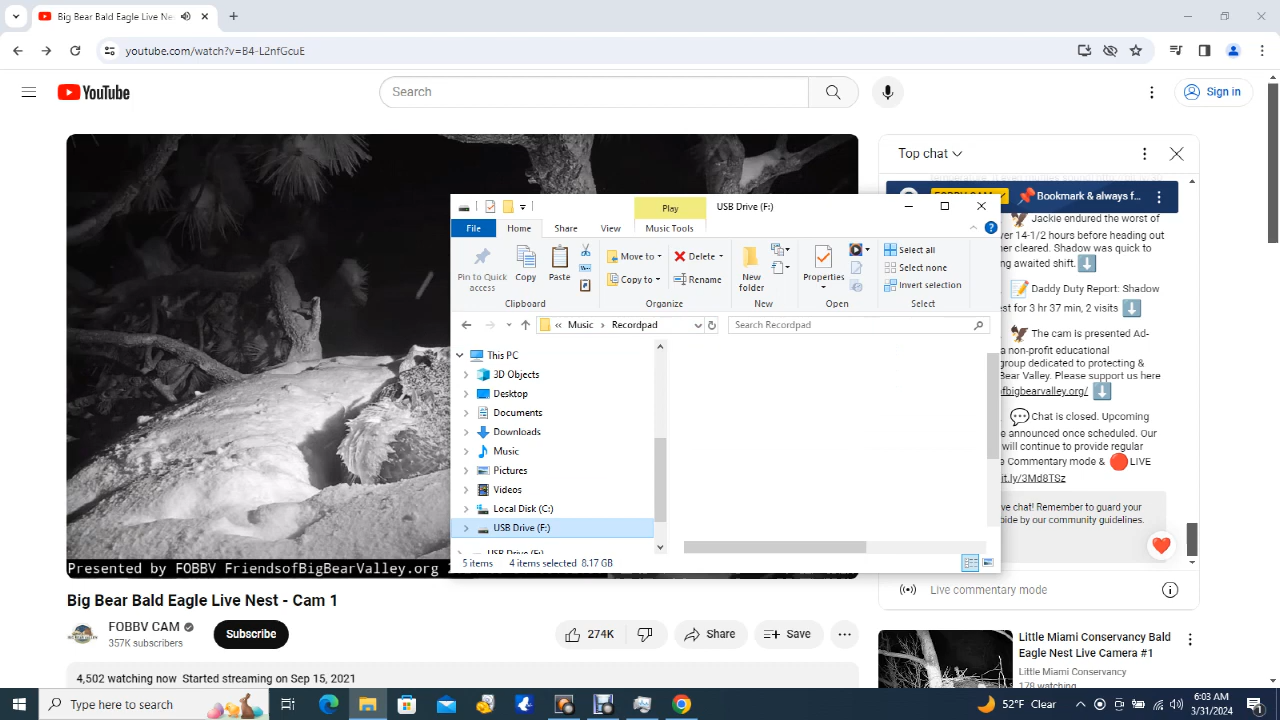 Big Bear Bald Eagle Live Ne
youtube.com/watch?v=B4-L2nfGcuE
YouTube
Search
Sign in
Presented by FOBBV FriendsofBigBearValley.org
Big Bear Bald Eagle Live Nest - Cam 1
FOBBV CAM
357K subscribers
Subscribe
274K
Share
Save
4,502 watching now Started streaming on Sep 15, 2021
Top chat
Bookmark & always f...
Jackie endured the worst of
er 14-1/2 hours before heading out
er cleared. Shadow was quick to
ng awaited shift.
Daddy Duty Report: Shadow
est for 3 hr 37 min, 2 visits
The cam is presented Ad-
a non-profit educational
group dedicated to protecting &
Bear Valley. Please support us here
ofbigbearvalley.org/
Chat is closed. Upcoming
e announced once scheduled. Our
will continue to provide regular
e Commentary mode & LIVE
it.ly/3Md8TSz
ve chat! Remember to guard your
bide by our community guidelines.
Live commentary mode
Little Miami Conservancy Bald
Eagle Nest Live Camera #1
Little Miami Conservancy
178 watching
Play
USB Drive (F:)
File
Home
Share
View
Music Tools
Pin to Quick
access
Copy
Paste
Clipboard
Move to
Copy to
Delete
Rename
Organize
New
folder
New
Properties
Open
Select all
Select none
Invert selection
Select
Music
Recordpad
Search Recordpad
This PC
3D Objects
Desktop
Documents
Downloads
Music
Pictures
Videos
Local Disk (C:)
USB Drive (F:)
USB Drive (F:)
5 items
4 items selected 8.17 GB
Type here to search
52°F Clear
6:03 AM
3/31/2024